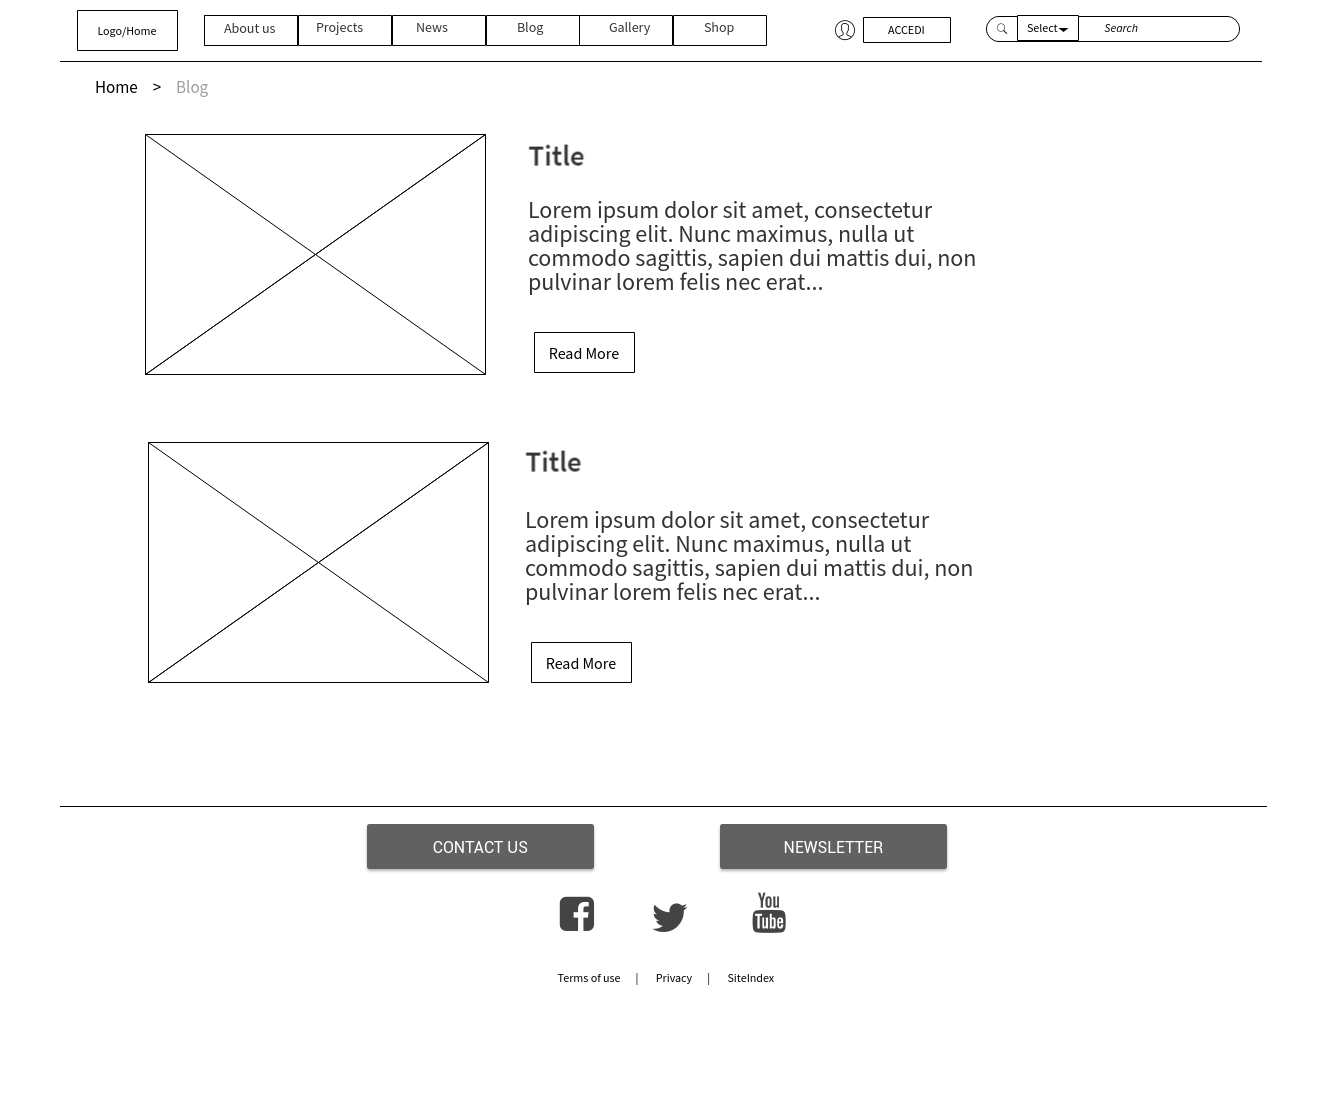 Logo/Home About us Projects News Blog Gallery Shop ACCEDI Select Search
Home > Blog
Title
Lorem ipsum dolor sit amet, consectetur
adipiscing elit. Nunc maximus, nulla ut
commodo sagittis, sapien dui mattis dui, non
pulvinar lorem felis nec erat...
Read More
Title
Lorem ipsum dolor sit amet, consectetur
adipiscing elit. Nunc maximus, nulla ut
commodo sagittis, sapien dui mattis dui, non
pulvinar lorem felis nec erat...
Read More
CONTACT US NEWSLETTER
You
Tube
Terms of use | Privacy | SiteIndex